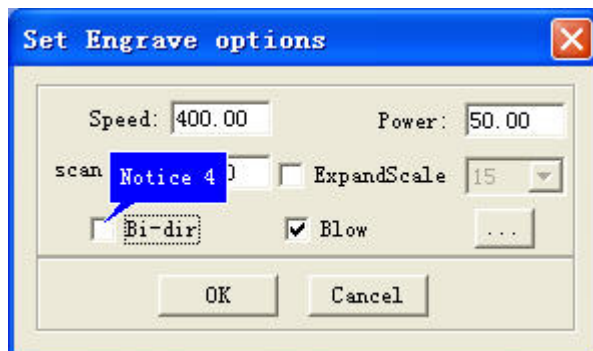 Set Engrave options
Speed: 400.00 Power: 50.00
scan Notice 4 ExpandScale 15
Bi-dir Blow ...
OK Cancel